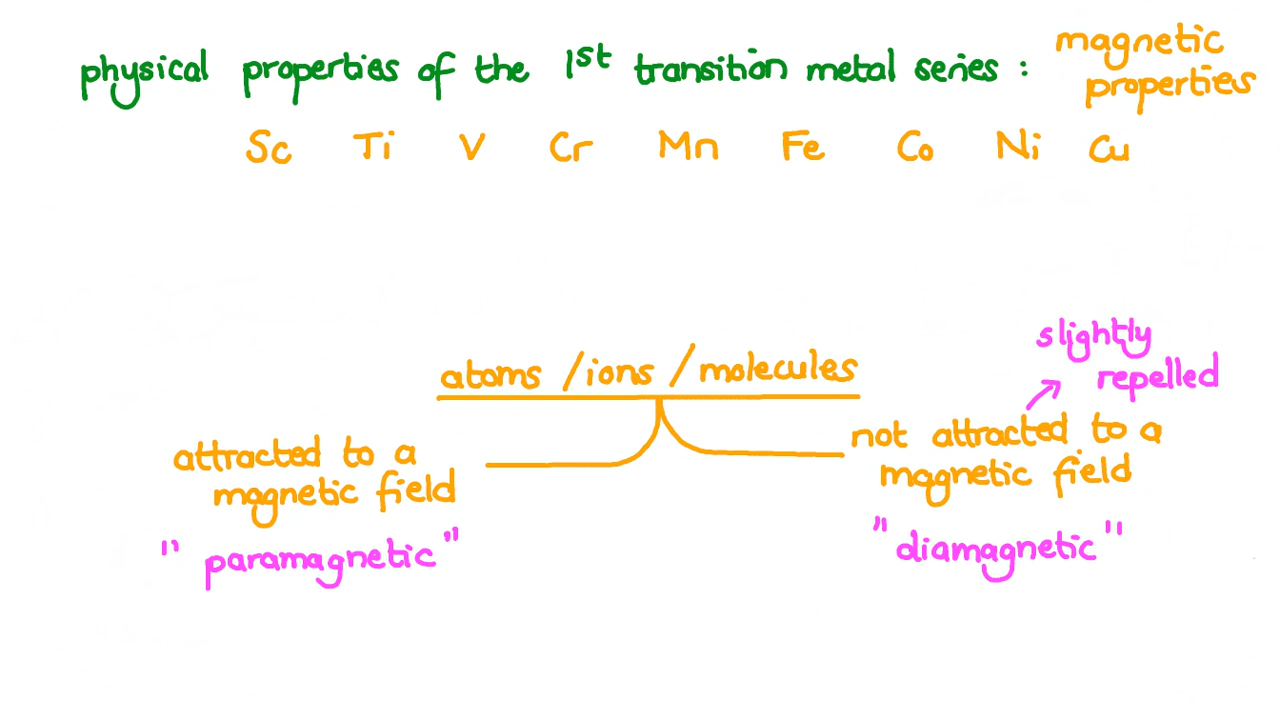 physical properties of the 1st transition metal series : magnetic properties
Sc Ti V Cr Mn Fe Co Ni Cu
slightly
repelled
atoms / ions / molecules
attracted to a
magnetic field
"paramagnetic"
not attracted to a
magnetic field
"diamagnetic"